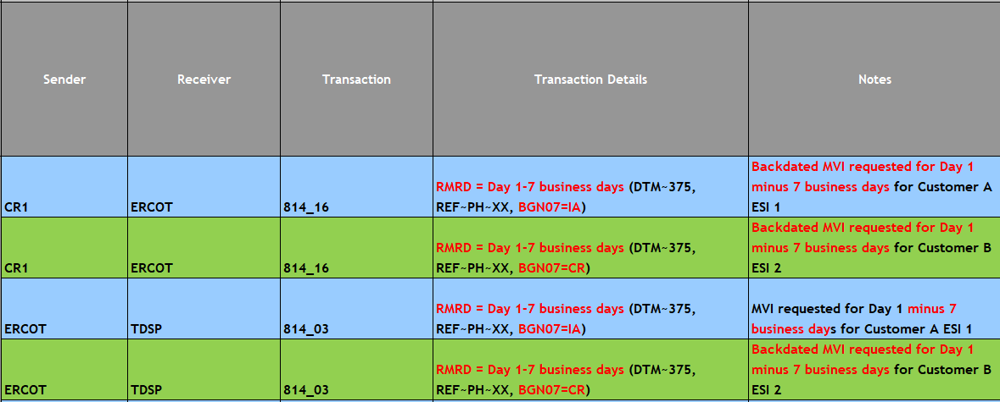 Sender Receiver Transaction Transaction Details Notes
Backdated MVI requested for Day 1
RMRD = Day 1-7 business days (DTM~375, minus 7 business days for Customer A
CR1 ERCOT 814_16 REF~PH~XX, BGN07=IA) ESI 1
Backdated MVI requested for Day 1
RMRD = Day 1-7 business days (DTM~375, minus 7 business days for Customer B
CR1 ERCOT 814_16 REF~PH~XX, BGN07=CR) ESI 2
RMRD = Day 1-7 business days (DTM~375, MVI requested for Day 1 minus 7
ERCOT TDSP 814_03 REF~PH~XX, BGN07=IA) business days for Customer A ESI 1
Backdated MVI requested for Day 1
RMRD = Day 1-7 business days (DTM~375, minus 7 business days for Customer B
ERCOT TDSP 814_03 REF~PH~XX, BGN07=CR) ESI 2